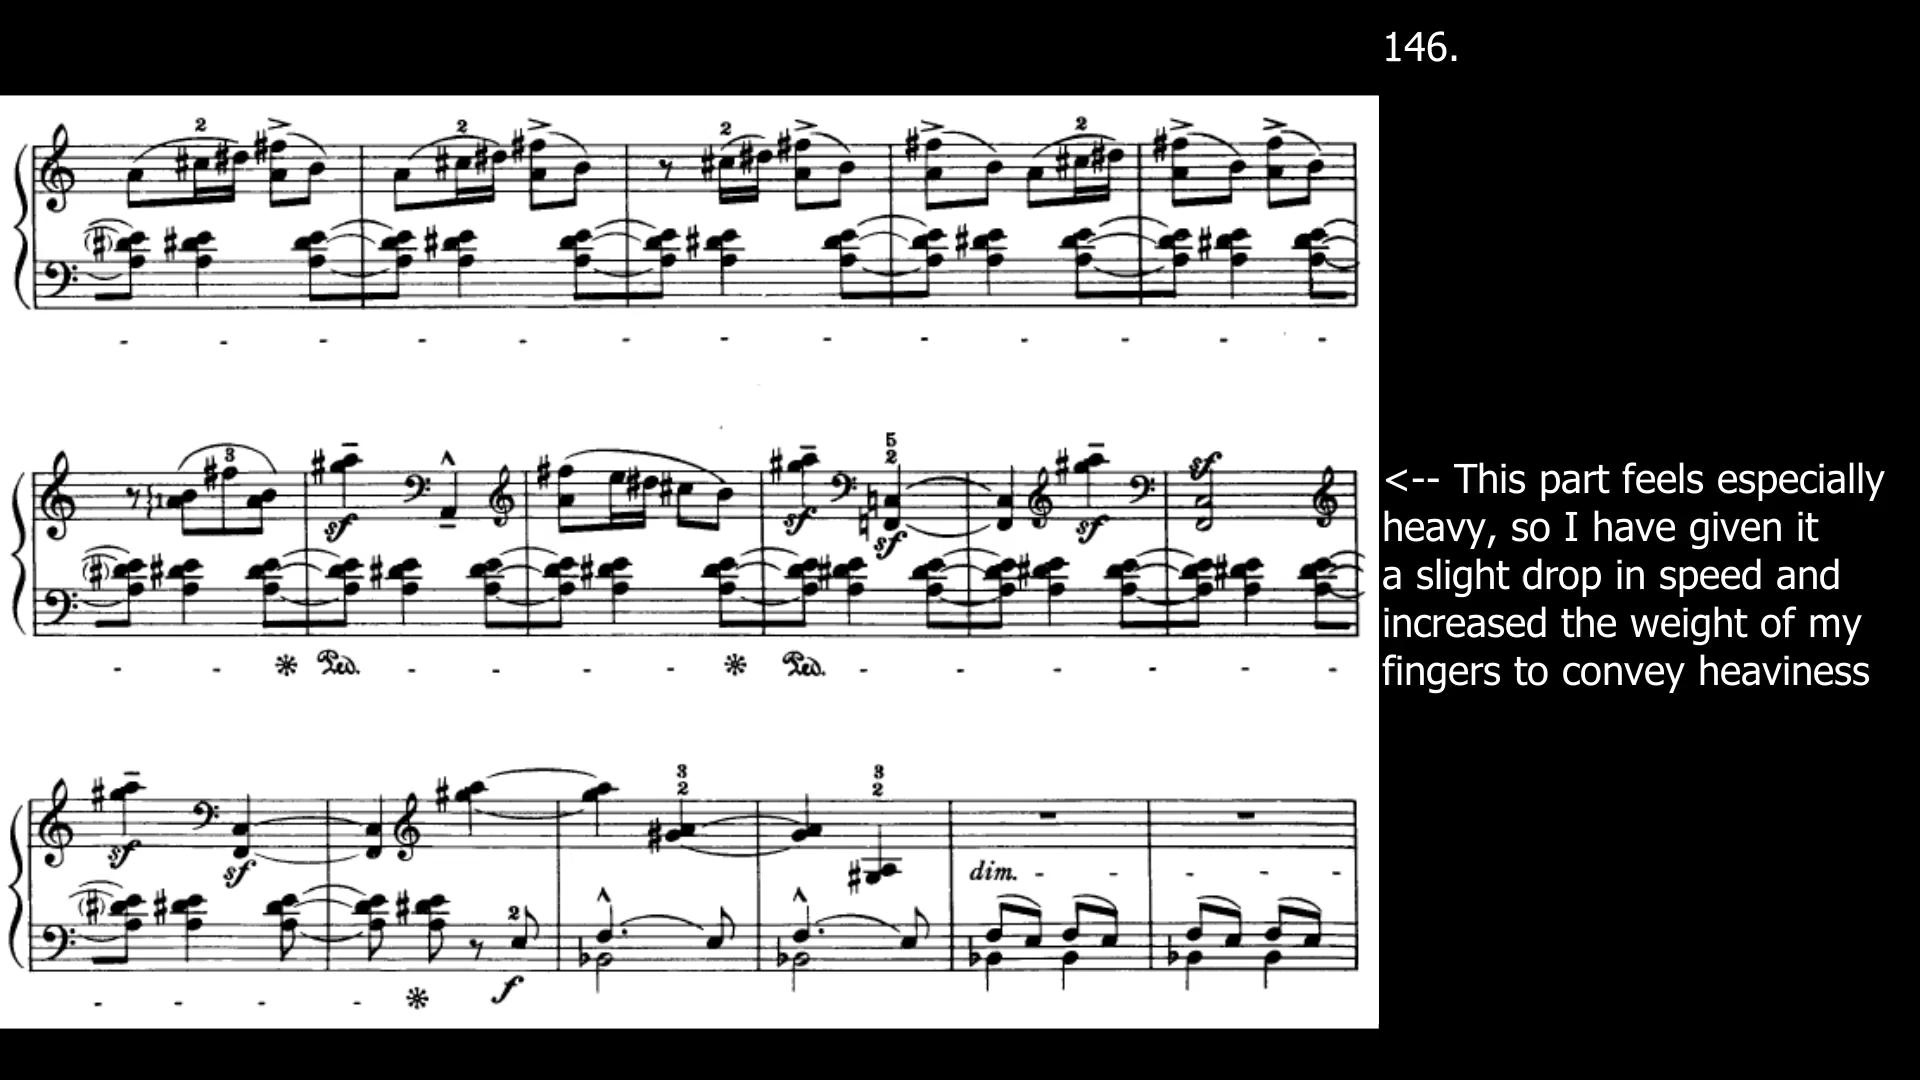 146.
2 2 2 2
3 5
2
sf sf sf sf sf
1
<-- This part feels especially
heavy, so I have given it
a slight drop in speed and
increased the weight of my
fingers to convey heaviness
Ped. Ped.
3 3
2 2
sf sf
dim.
2
f